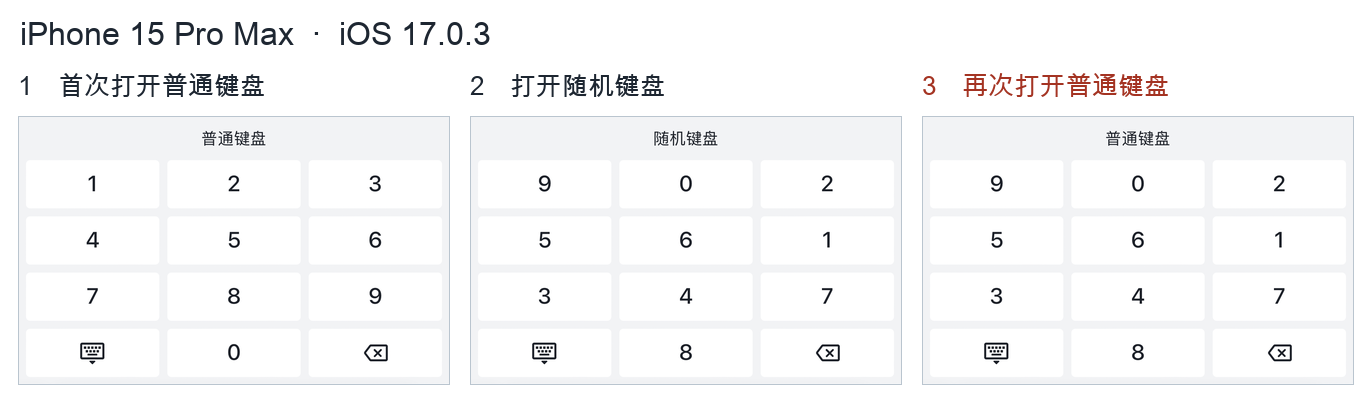 iPhone 15 Pro Max · iOS 17.0.3
1 首次打开普通键盘
2 打开随机键盘
3 再次打开普通键盘
普通键盘
1 2 3
4 5 6
7 8 9
0
随机键盘
9 0 2
5 6 1
3 4 7
8
普通键盘
9 0 2
5 6 1
3 4 7
8